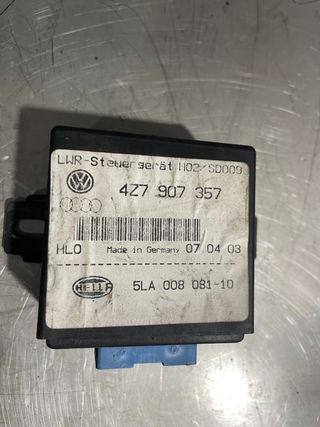 LWR-Steuergerät H02/SD009
4Z7 907 357
HLO Made in Germany 07.04 03
HELLA 5LA 008 081-10